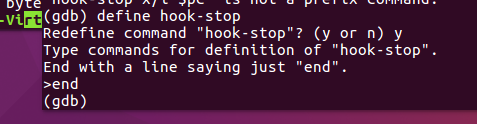 byte hook-stop x/i $pc is not a prefix command.
-Virt (gdb) define hook-stop
Redefine command "hook-stop"? (y or n) y
Type commands for definition of "hook-stop".
End with a line saying just "end".
>end
(gdb)